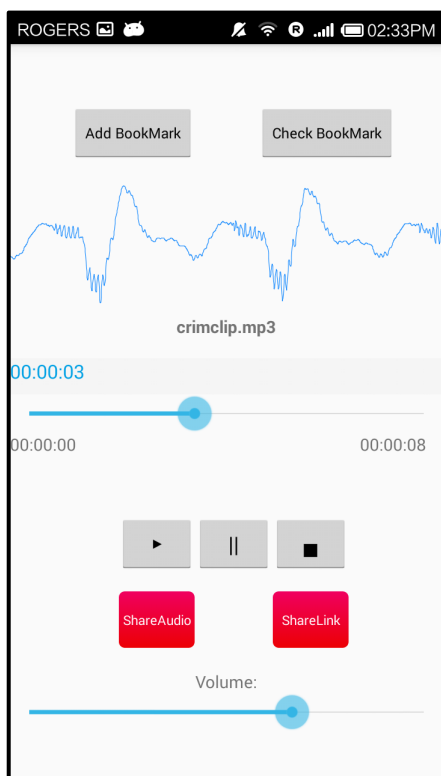 ROGERS R 02:33PM
Add BookMark Check BookMark
crimclip.mp3
00:00:03
00:00:00 00:00:08
ShareAudio ShareLink
Volume: